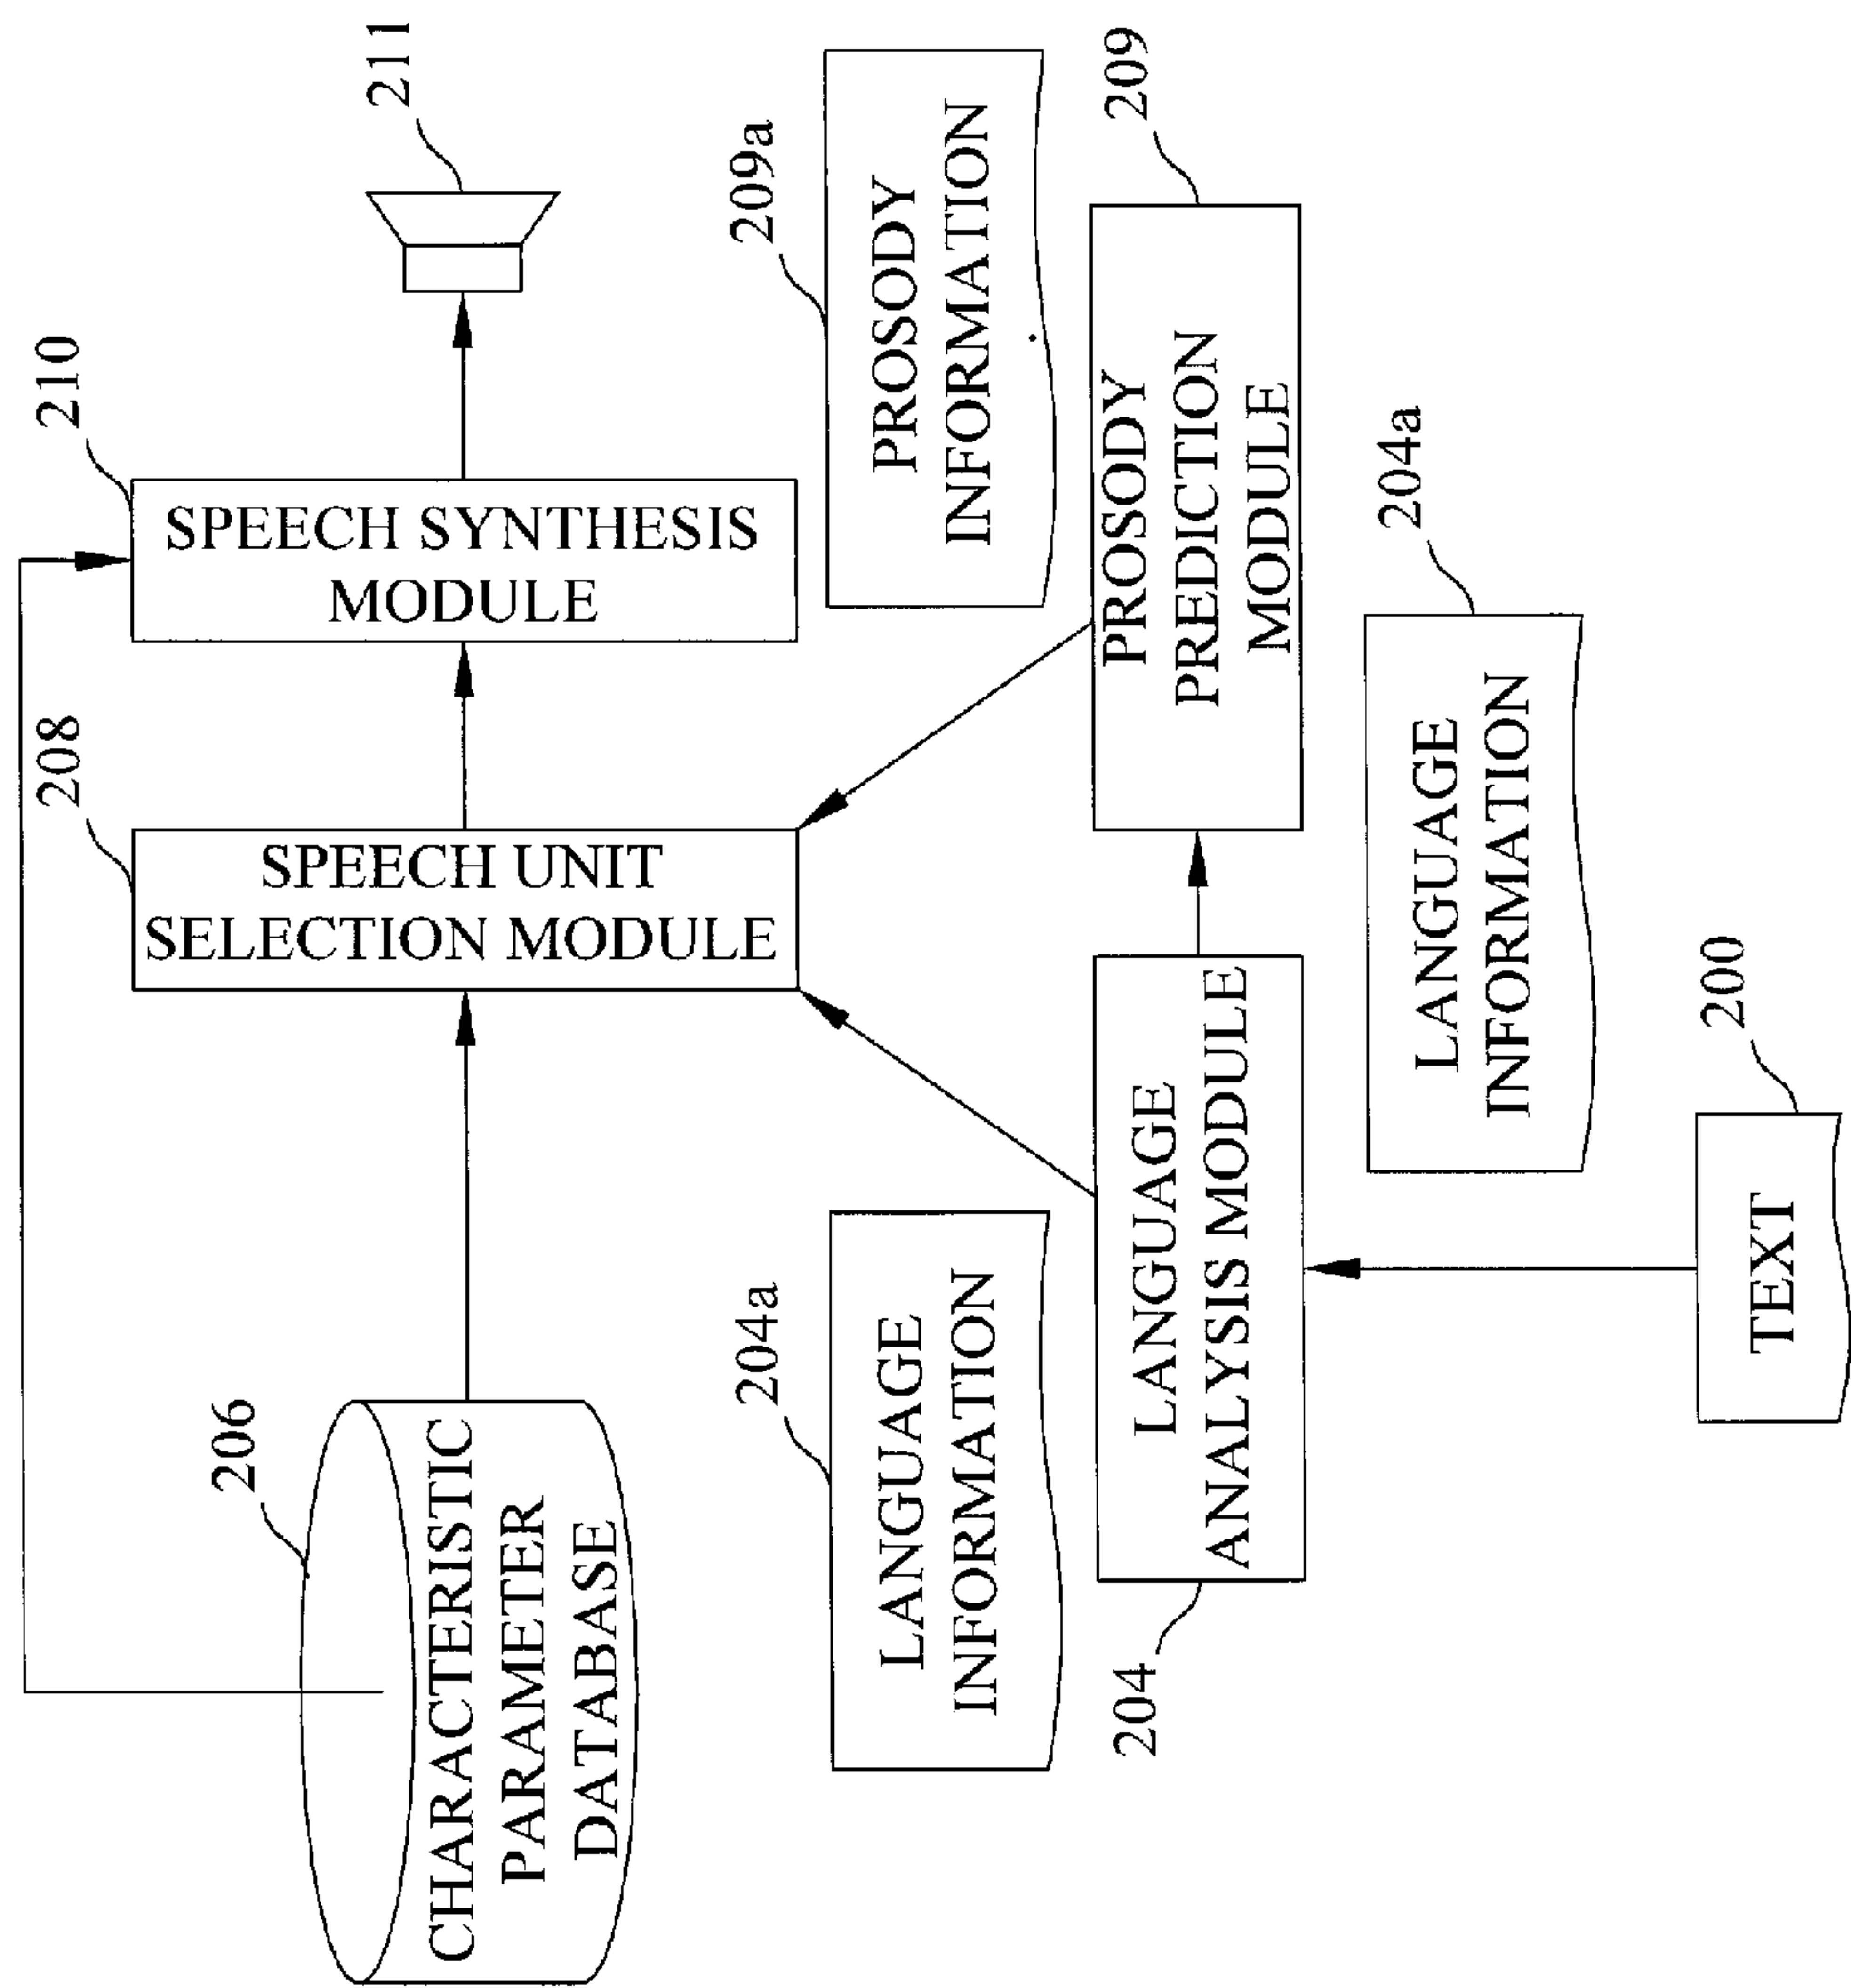 206
CHARACTERISTIC
PARAMETER
DATABASE
208
SPEECH UNIT
SELECTION MODULE
210
SPEECH SYNTHESIS
MODULE
211
204a
LANGUAGE
INFORMATION
209a
PROSODY
INFORMATION
204
LANGUAGE
ANALYSIS MODULE
PROSODY
PREDICTION
MODULE
209
204a
LANGUAGE
INFORMATION
TEXT
200